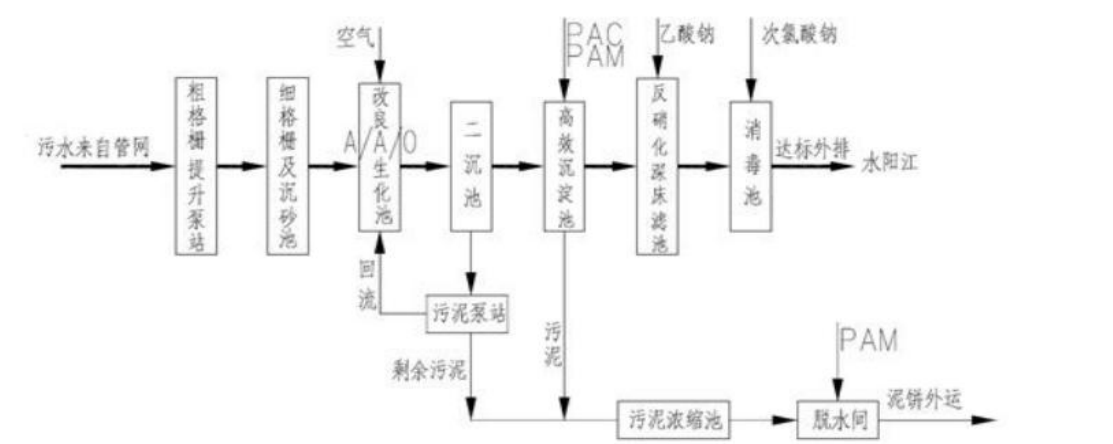 空气
PAC
PAM
乙酸钠
次氯酸钠
污水来自管网
粗格栅提升泵站
细格栅及沉砂池
改良A/A/O生化池
二沉池
高效沉淀池
反硝化深床滤池
消毒池
达标外排
水阳江
回流
污泥泵站
剩余污泥
污泥
污泥浓缩池
PAM
脱水间
泥饼外运